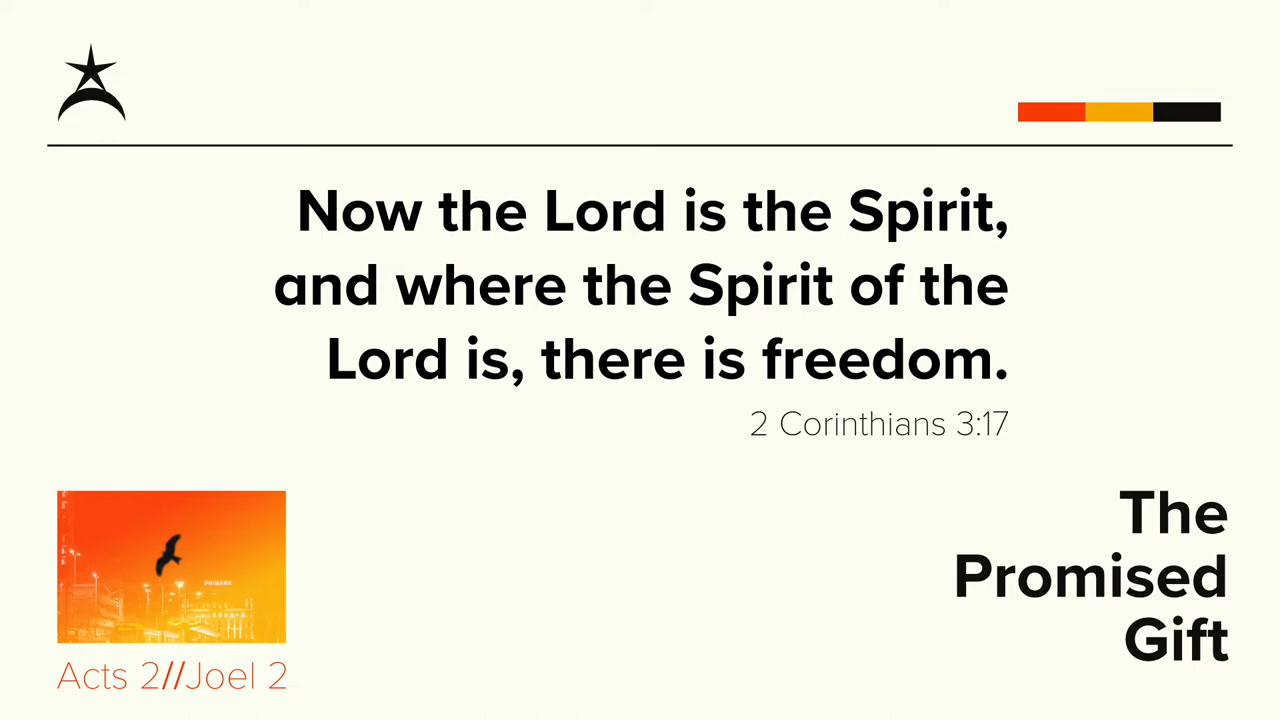 Now the Lord is the Spirit,
and where the Spirit of the
Lord is, there is freedom.
2 Corinthians 3:17
PRIMARK
Acts 2//Joel 2
The
Promised
Gift